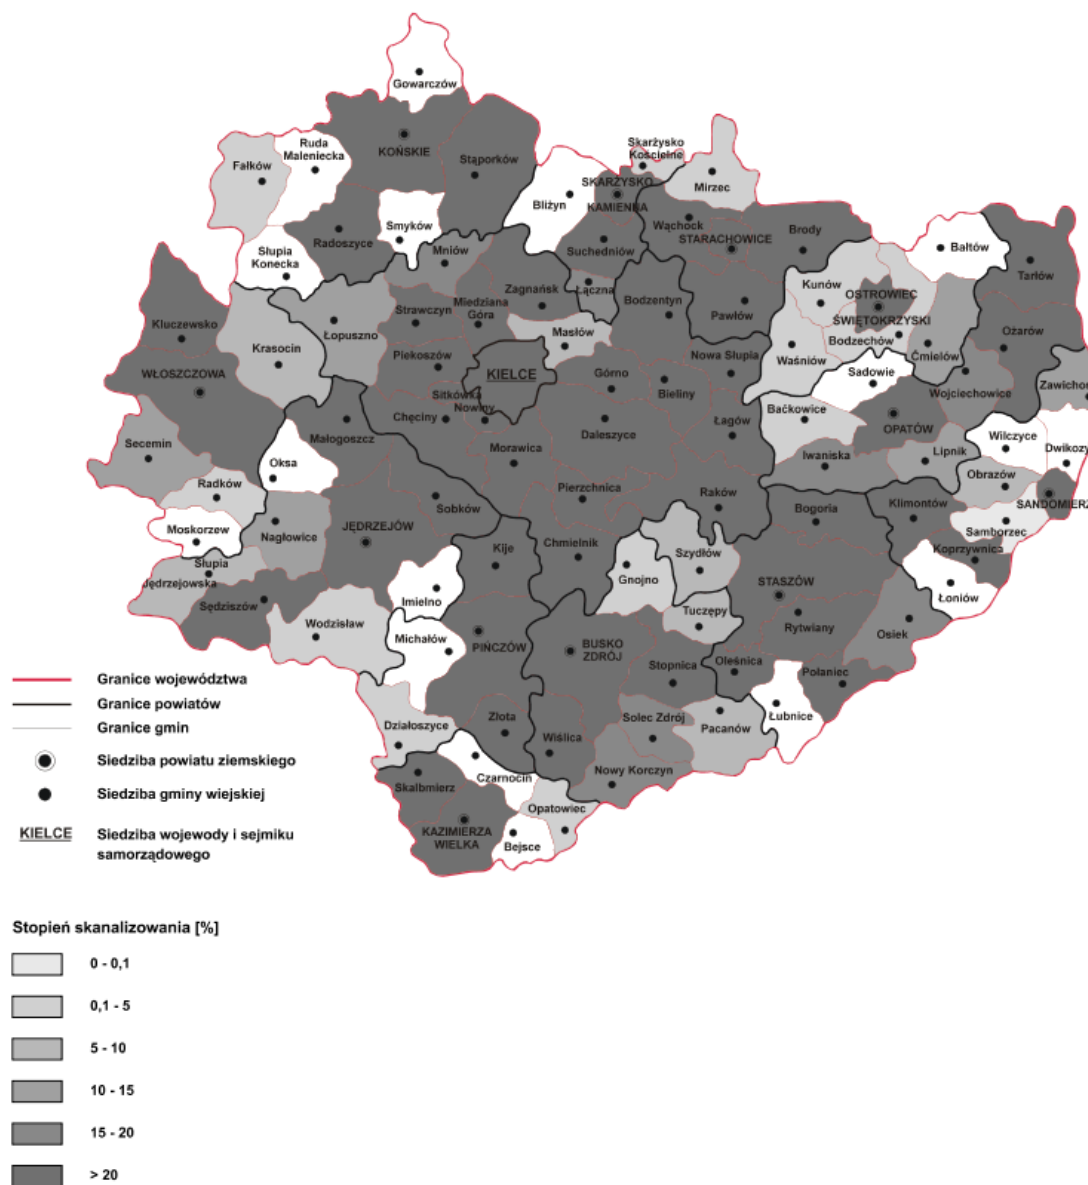 Gowarczów
Ruda
Maleniecka
KOŃSKIE
Stąporków
Fałków
Skarżysko
Kościelne
Mirzec
SKARŻYSKO
KAMIENNA
Bliżyn
Smyków
Radoszyce
Słupia
Konecka
Wąchock
STARACHOWICE
Brody
Bałtów
Tarłów
Suchedniów
Mniów
Zagnańsk
Łączna
Bodzentyn
Pawłów
Kunów
OSTROWIEC
ŚWIĘTOKRZYSKI
Bodzechów
Ćmielów
Ożarów
Kluczewsko
Krasocin
Łopuszno
Strawczyn
Miedziana
Góra
Masłów
Waśniów
Sadowie
Wojciechowice
Zawichost
WŁOSZCZOWA
Piekoszów
KIELCE
Górno
Nowa Słupia
Bieliny
Sitkówka
Nowiny
Chęciny
Daleszyce
Łagów
Baćkowice
OPATÓW
Małogoszcz
Morawica
Iwaniska
Lipnik
Wilczyce
Dwikozy
Secemin
Oksa
Radków
Obrazów
SANDOMIERZ
Sobków
Pierzchnica
Raków
Bogoria
Klimontów
Samborzec
Moskorzew
Nagłowice
JĘDRZEJÓW
Koprzywnica
Słupia
Jędrzejowska
Kije
Chmielnik
Szydłów
Gnojno
STASZÓW
Łoniów
Sędziszów
Imielno
Tuczępy
Rytwiany
Osiek
Wodzisław
Michałów
PIŃCZÓW
BUSKO
ZDRÓJ
Stopnica
Oleśnica
Połaniec
Działoszyce
Złota
Wiślica
Solec Zdrój
Pacanów
Łubnice
Skalbmierz
Czarnocin
Nowy Korczyn
Opatowiec
KAZIMIERZA
WIELKA
Bejsce
Granice województwa
Granice powiatów
Granice gmin
Siedziba powiatu ziemskiego
Siedziba gminy wiejskiej
KIELCE Siedziba wojewody i sejmiku
samorządowego
Stopień skanalizowania [%]
0 - 0,1
0,1 - 5
5 - 10
10 - 15
15 - 20
> 20